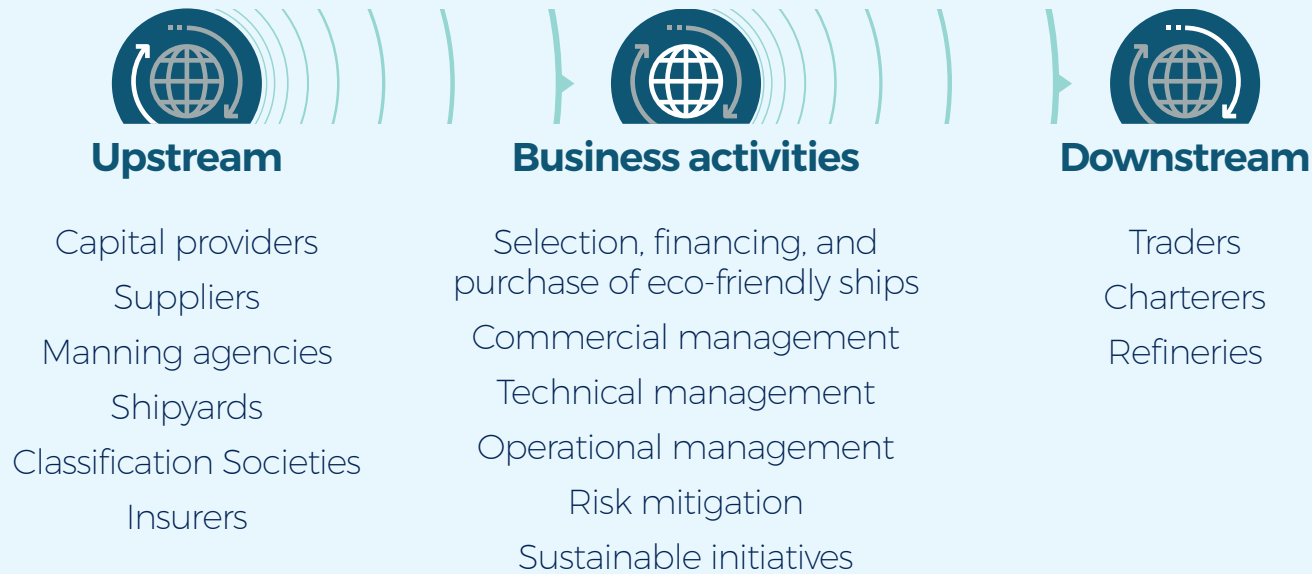 Upstream
Capital providers
Suppliers
Manning agencies
Shipyards
Classification Societies
Insurers
Business activities
Selection, financing, and
purchase of eco-friendly ships
Commercial management
Technical management
Operational management
Risk mitigation
Sustainable initiatives
Downstream
Traders
Charterers
Refineries